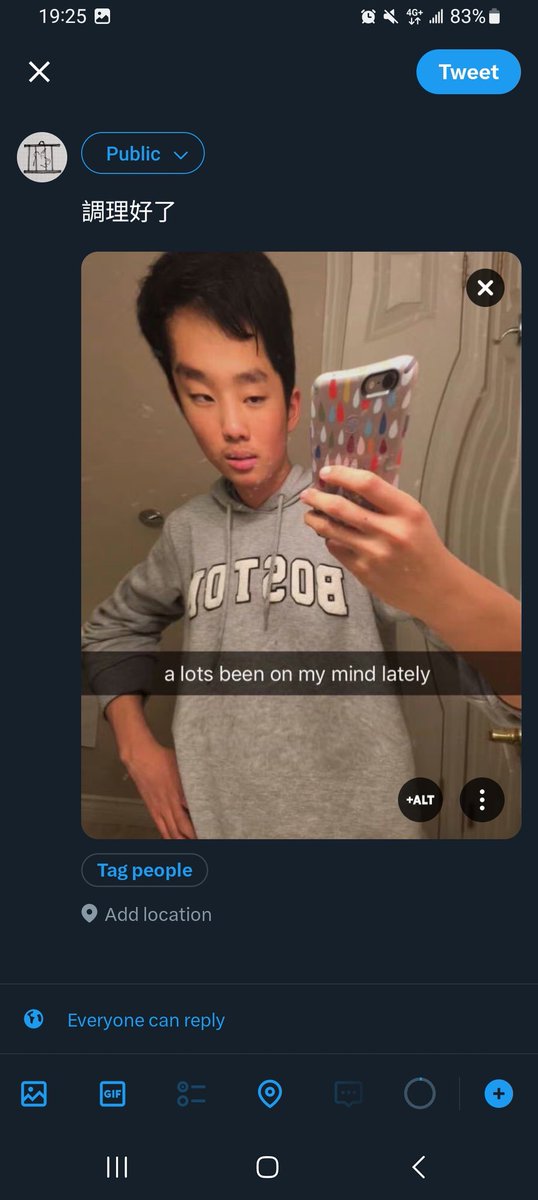 19:25
4G+
83%
Tweet
Public
調理好了
BOSTON
a lots been on my mind lately
+ALT
Tag people
Add location
Everyone can reply
GIF